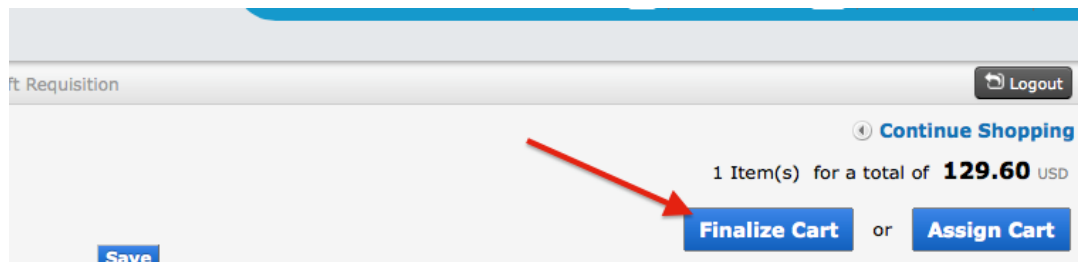 ft Requisition
Logout
Continue Shopping
1 Item(s) for a total of 129.60 USD
Finalize Cart or Assign Cart
Save